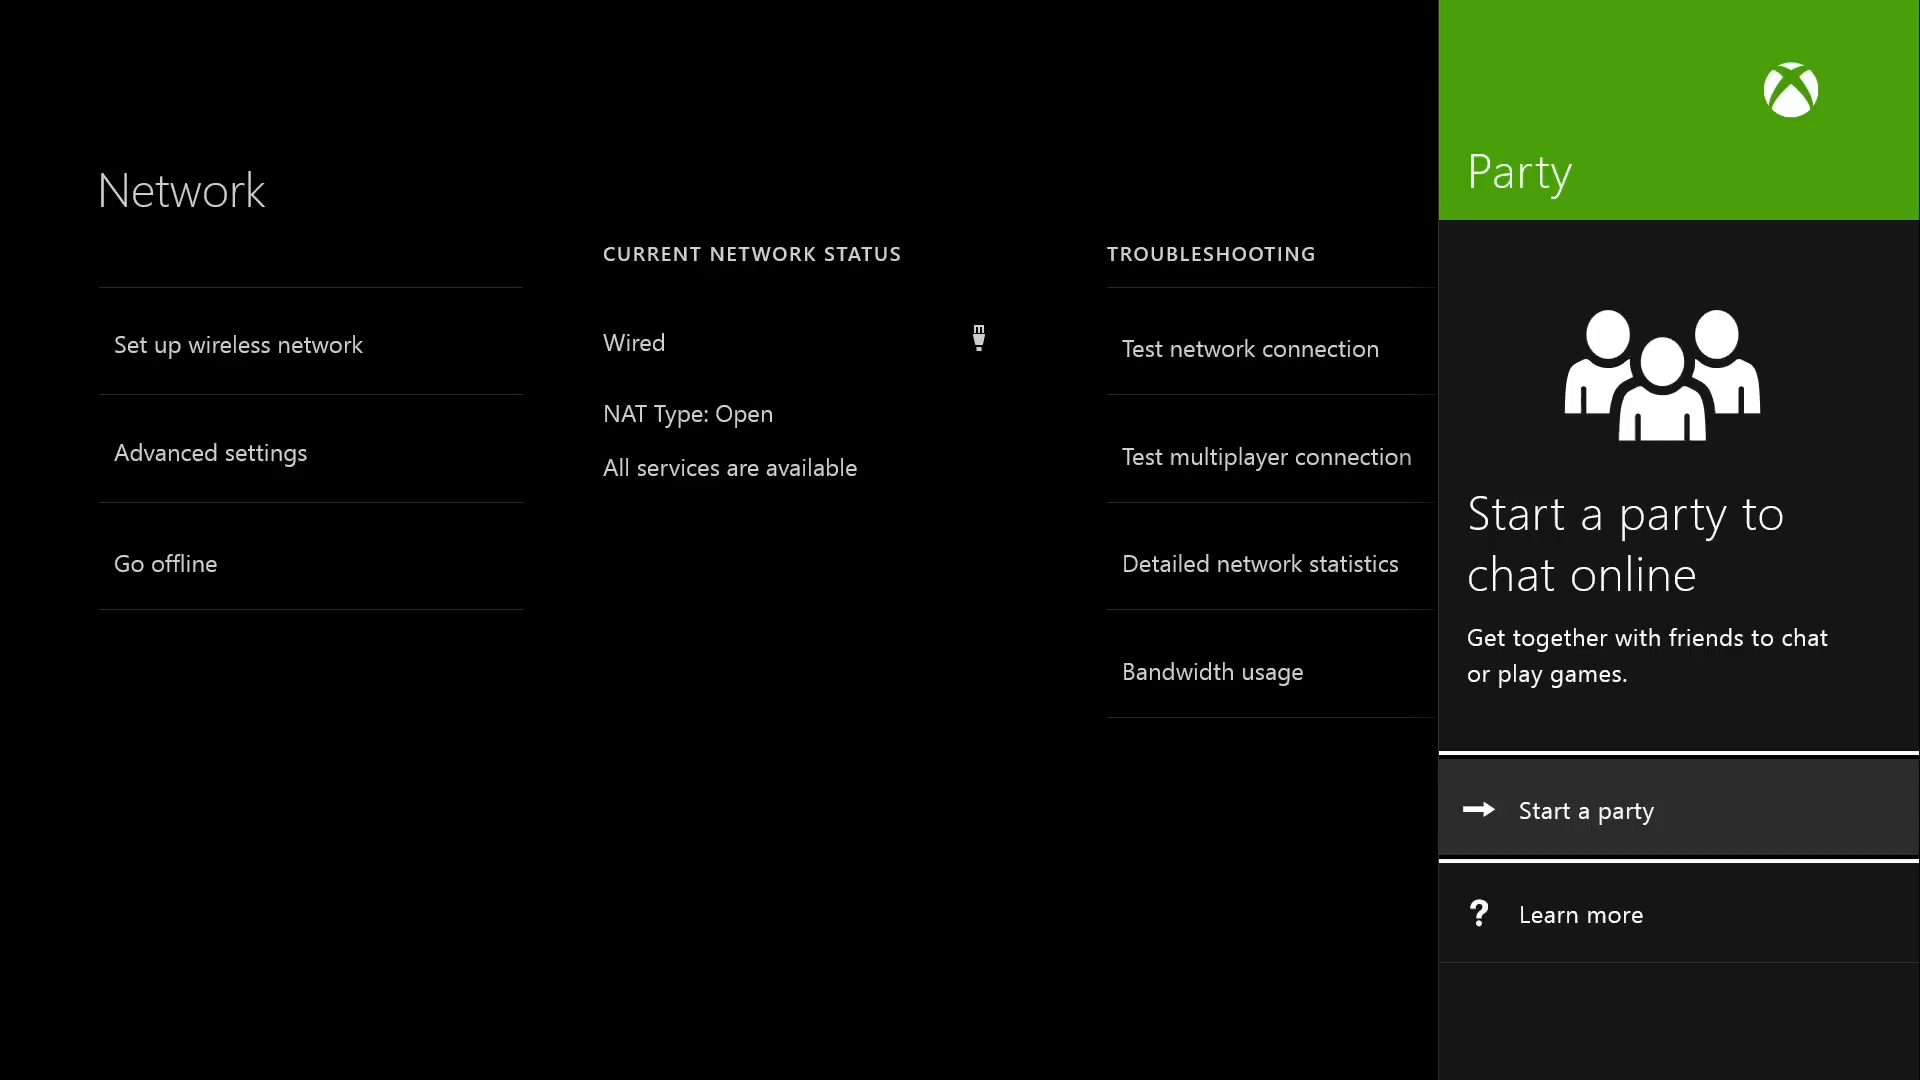 Network
Set up wireless network
Advanced settings
Go offline
CURRENT NETWORK STATUS
Wired
NAT Type: Open
All services are available
TROUBLESHOOTING
Test network connection
Test multiplayer connection
Detailed network statistics
Bandwidth usage
Party
Start a party to
chat online
Get together with friends to chat
or play games.
Start a party
? Learn more